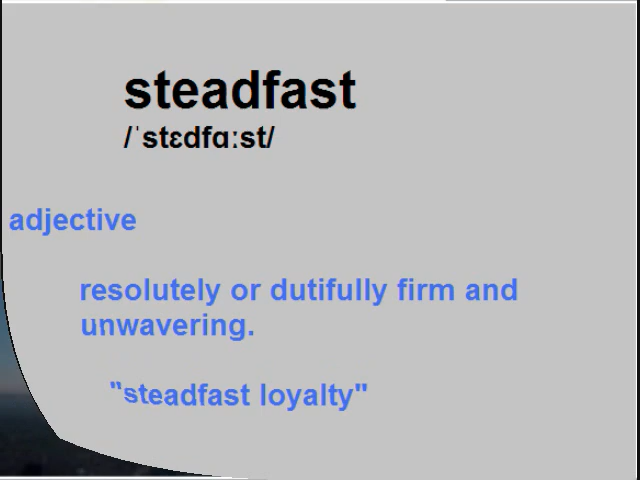 steadfast
/ˈstɛdfɑːst/
adjective
resolutely or dutifully firm and
unwavering.
"steadfast loyalty"